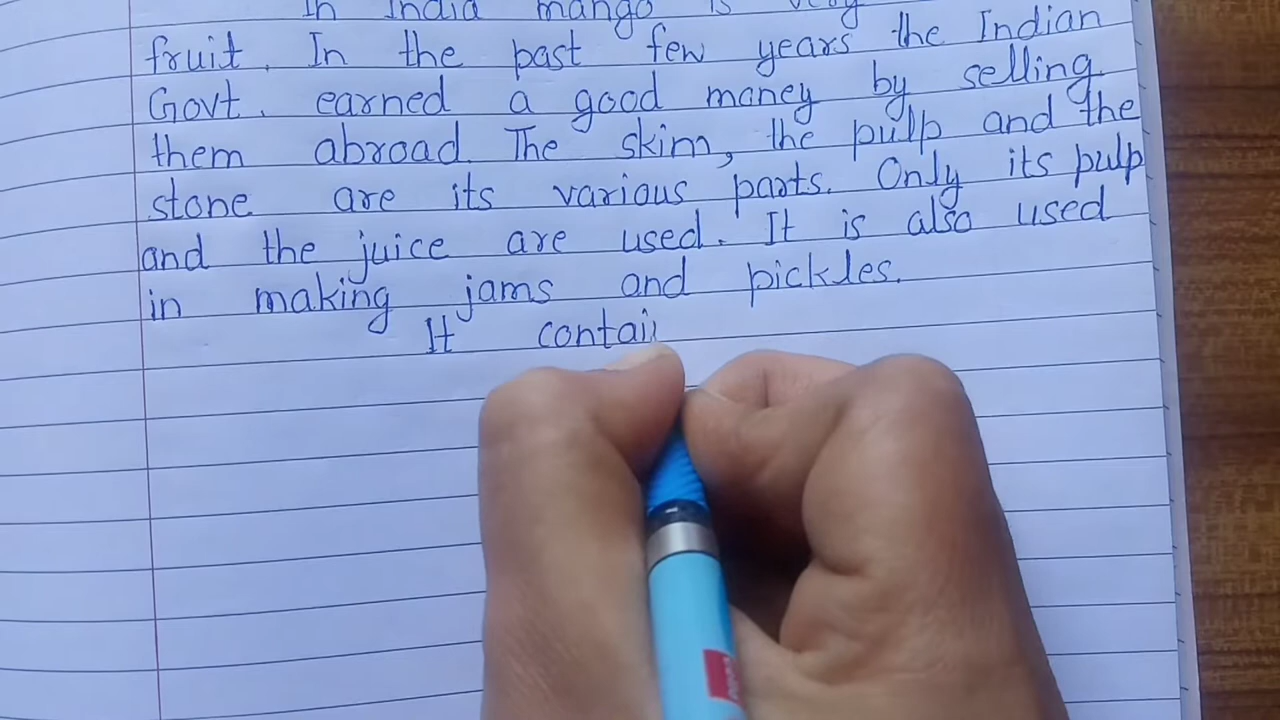 In India mango is very
fruit. In the past few years the Indian
Govt. earned a good money by selling
them abroad. The skim, the pulp and the
stone are its various parts. Only its pulp
and the juice are used. It is also used
in making jams and pickles.
It contai